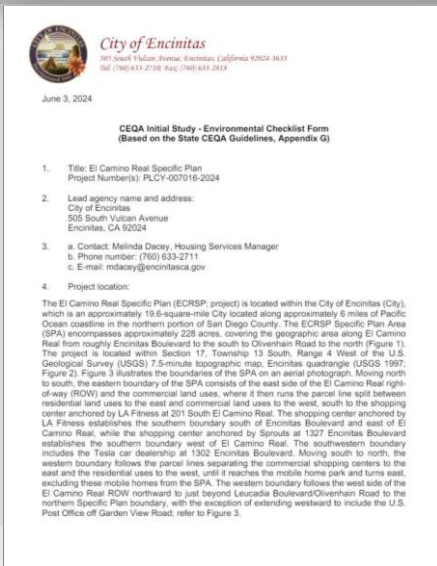 City of Encinitas
505 South Vulcan Avenue, Encinitas, California 92024-3633
Tel: (760) 633-2710; Fax: (760) 633-2818
June 3, 2024
CEQA Initial Study - Environmental Checklist Form
(Based on the State CEQA Guidelines, Appendix G)
1. Title: El Camino Real Specific Plan
Project Number(s): PLCY-007016-2024
2. Lead agency name and address:
City of Encinitas
505 South Vulcan Avenue
Encinitas, CA 92024
3. a. Contact: Melinda Dacey, Housing Services Manager
b. Phone number: (760) 633-2711
c. E-mail: mdacey@encinitasca.gov
4. Project location:
The El Camino Real Specific Plan (ECRSP; project) is located within the City of Encinitas (City),
which is an approximately 19.6-square-mile City located along approximately 6 miles of Pacific
Ocean coastline in the northern portion of San Diego County. The ECRSP Specific Plan Area
(SPA) encompasses approximately 228 acres, covering the geographic area along El Camino
Real from roughly Encinitas Boulevard to the south to Olivenhain Road to the north (Figure 1).
The project is located within Section 17, Township 13 South, Range 4 West of the U.S.
Geological Survey (USGS) 7.5-minute topographic map, Encinitas quadrangle (USGS 1997;
Figure 2). Figure 3 illustrates the boundaries of the SPA on an aerial photograph. Moving north
to south, the eastern boundary of the SPA consists of the east side of the El Camino Real right-
of-way (ROW) and the commercial land uses, where it then runs the parcel line split between
residential land uses to the east and commercial land uses to the west, south to the shopping
center anchored by LA Fitness at 201 South El Camino Real. The shopping center anchored by
LA Fitness establishes the southern boundary south of Encinitas Boulevard and east of El
Camino Real, while the shopping center anchored by Sprouts at 1327 Encinitas Boulevard
establishes the southern boundary west of El Camino Real. The southwestern boundary
includes the Tesla car dealership at 1302 Encinitas Boulevard. Moving south to north, the
western boundary follows the parcel lines separating the commercial shopping centers to the
east and the residential uses to the west, until it reaches the mobile home park and turns east,
excluding these mobile homes from the SPA. The western boundary follows the west side of the
El Camino Real ROW northward to just beyond Leucadia Boulevard/Olivenhain Road to the
northern Specific Plan boundary, with the exception of extending westward to include the U.S.
Post Office off Garden View Road; refer to Figure 3.